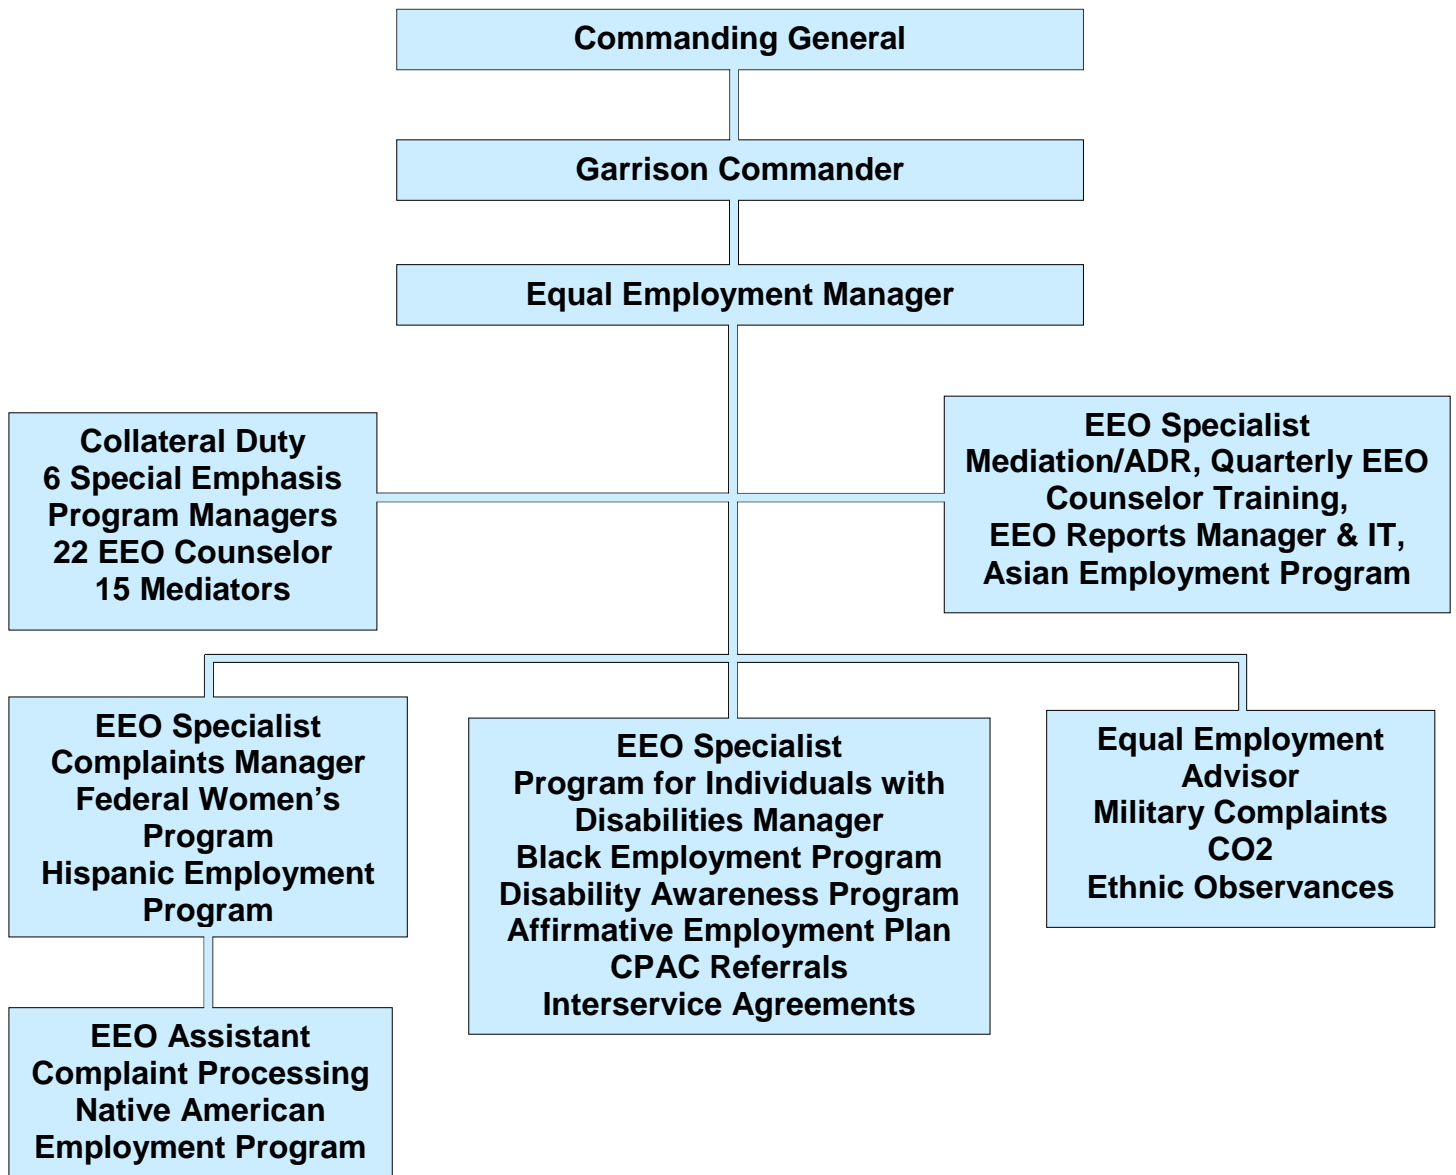 Commanding General
Garrison Commander
Equal Employment Manager
Collateral Duty
6 Special Emphasis
Program Managers
22 EEO Counselor
15 Mediators
EEO Specialist
Mediation/ADR, Quarterly EEO
Counselor Training,
EEO Reports Manager & IT,
Asian Employment Program
EEO Specialist
Complaints Manager
Federal Women’s
Program
Hispanic Employment
Program
EEO Specialist
Program for Individuals with
Disabilities Manager
Black Employment Program
Disability Awareness Program
Affirmative Employment Plan
CPAC Referrals
Interservice Agreements
Equal Employment
Advisor
Military Complaints
CO2
Ethnic Observances
EEO Assistant
Complaint Processing
Native American
Employment Program